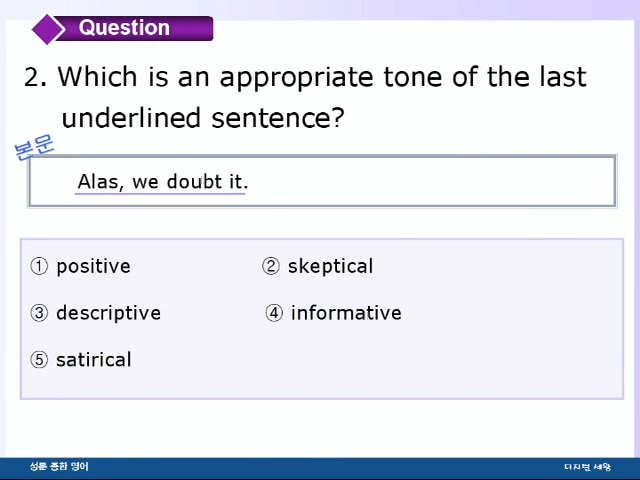 Question
2. Which is an appropriate tone of the last
underlined sentence?
본문
Alas, we doubt it.
① positive
② skeptical
③ descriptive
④ informative
⑤ satirical
성문 종합 영어
디지털 세왕